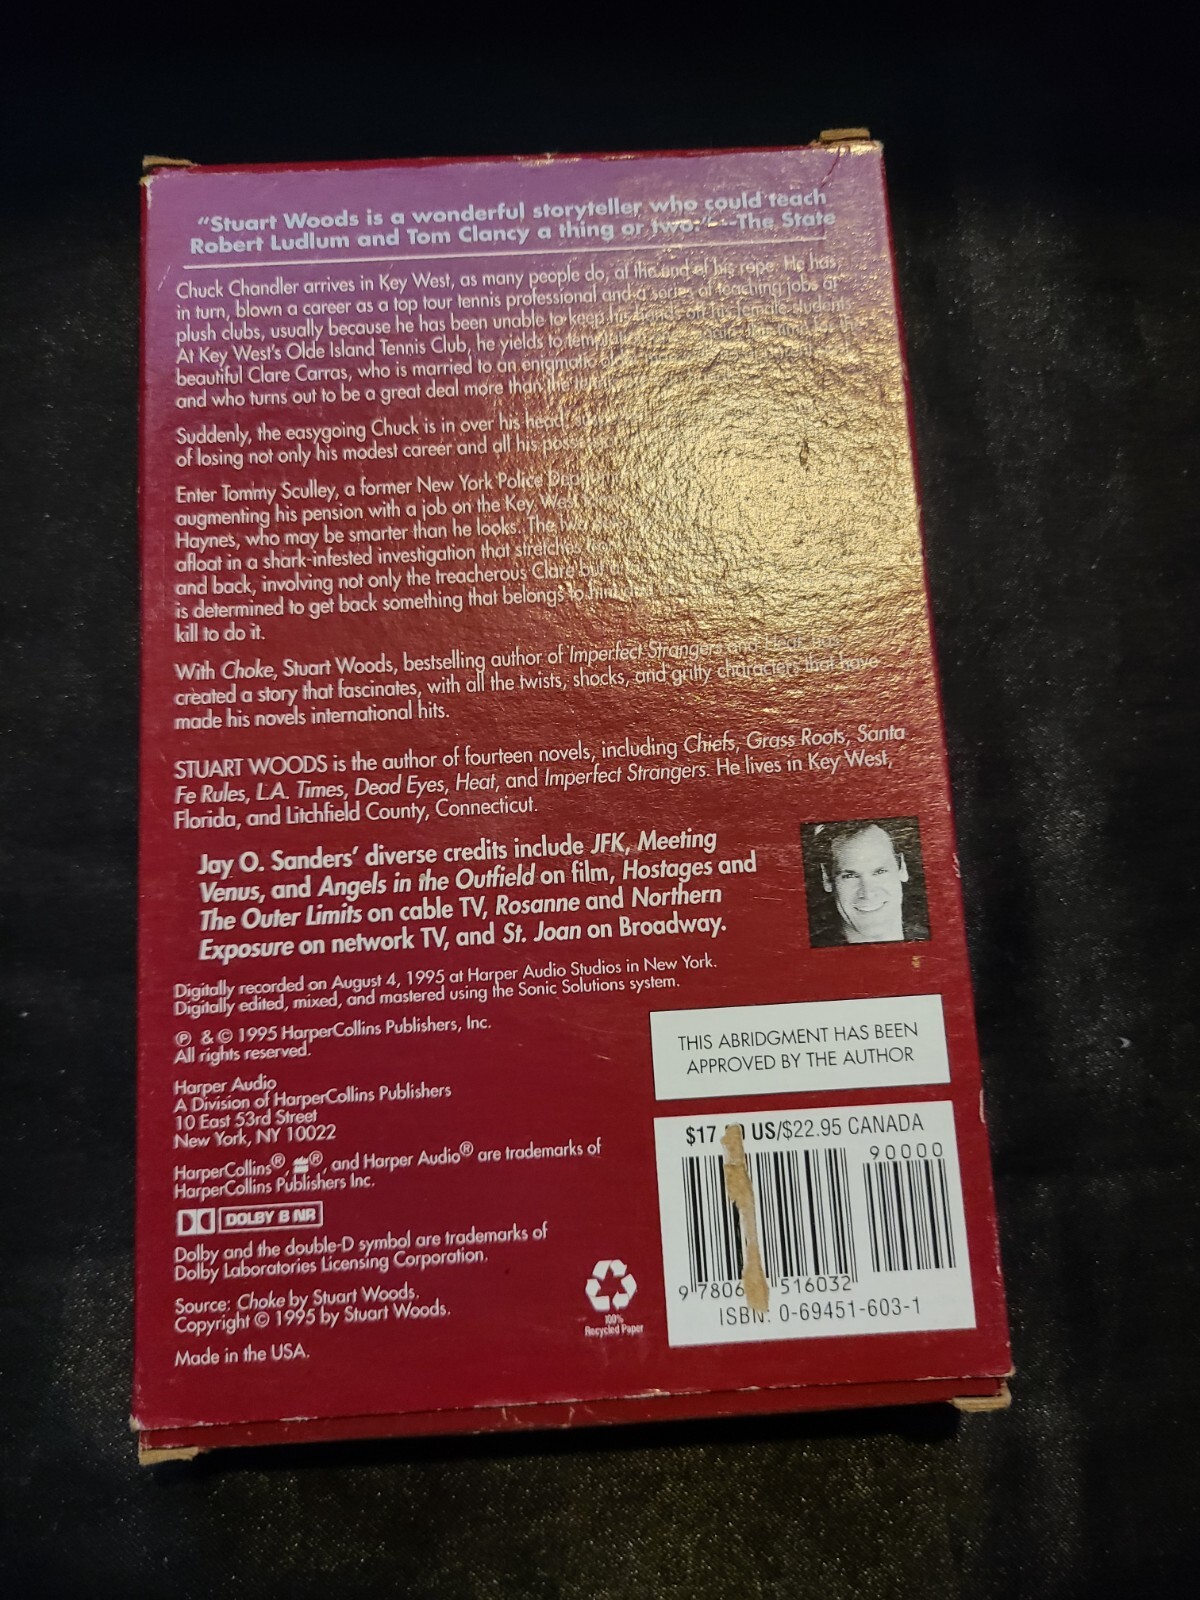 "Stuart Woods is a wonderful storyteller who could teach
Robert Ludlum and Tom Clancy a thing or two." —The State
Chuck Chandler arrives in Key West, as many people do, at the end of his rope. He has,
in turn, blown a career as a top tour tennis professional and a series of teaching jobs at
plush clubs, usually because he has been unable to keep his hands off his female students.
At Key West's Olde Island Tennis Club, he yields to
beautiful Clare Carras, who is married to an enigmatic
and who turns out to be a great deal more than the
Suddenly, the easygoing Chuck is in over his head,
of losing not only his modest career and all his
Enter Tommy Sculley, a former New York Police
augmenting his pension with a job on the Key West
Haynes, who may be smarter than he looks. The two
afloat in a shark-infested investigation that stretches
and back, involving not only the treacherous Clare but
is determined to get back something that belongs to him
kill to do it.
With Choke, Stuart Woods, bestselling author of Imperfect Strangers and Heat, has
created a story that fascinates, with all the twists, shocks, and gritty characters that have
made his novels international hits.
STUART WOODS is the author of fourteen novels, including Chiefs, Grass Roots, Santa
Fe Rules, L.A. Times, Dead Eyes, Heat, and Imperfect Strangers. He lives in Key West,
Florida, and Litchfield County, Connecticut.
Jay O. Sanders' diverse credits include JFK, Meeting
Venus, and Angels in the Outfield on film, Hostages and
The Outer Limits on cable TV, Rosanne and Northern
Exposure on network TV, and St. Joan on Broadway.
Digitally recorded on August 4, 1995 at Harper Audio Studios in New York.
Digitally edited, mixed, and mastered using the Sonic Solutions system.
℗ & © 1995 HarperCollins Publishers, Inc.
All rights reserved.
Harper Audio
A Division of HarperCollins Publishers
10 East 53rd Street
New York, NY 10022
HarperCollins®, ®, and Harper Audio® are trademarks of
HarperCollins Publishers Inc.
DOLBY B NR
Dolby and the double-D symbol are trademarks of
Dolby Laboratories Licensing Corporation.
Source: Choke by Stuart Woods.
Copyright © 1995 by Stuart Woods.
Made in the USA.
100%
Recycled Paper
THIS ABRIDGMENT HAS BEEN
APPROVED BY THE AUTHOR
$17 US/$22.95 CANADA
90000
9 7806 516032
ISBN: 0-69451-603-1